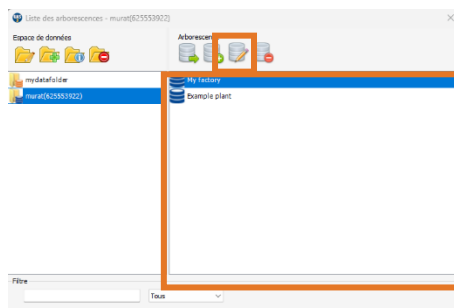 Liste des arborescences - murat(625553922)
Espace de données
Arborescen
mydatafolder
murat(625553922)
My factory
Example plant
Filtre
Tous